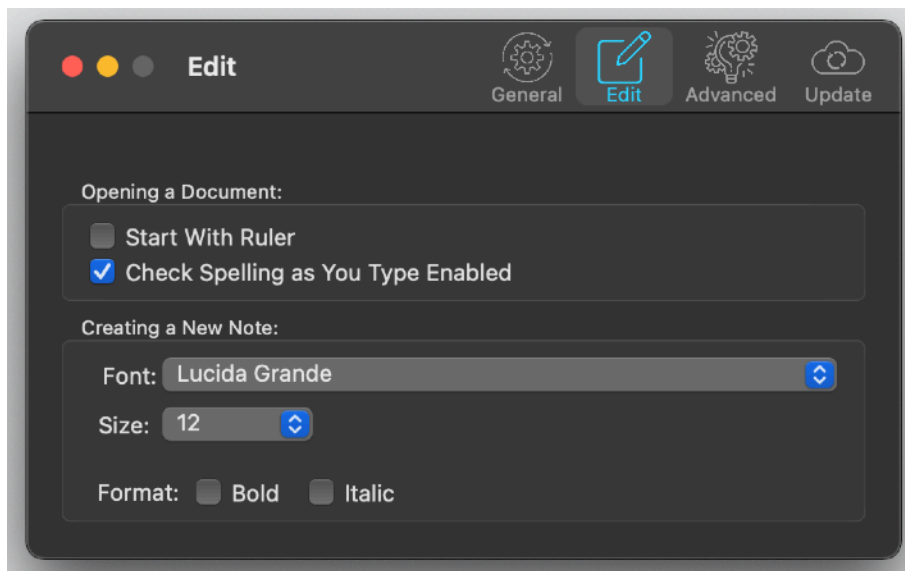 Edit
General Edit Advanced Update
Opening a Document:
Start With Ruler
Check Spelling as You Type Enabled
Creating a New Note:
Font: Lucida Grande
Size: 12
Format: Bold Italic